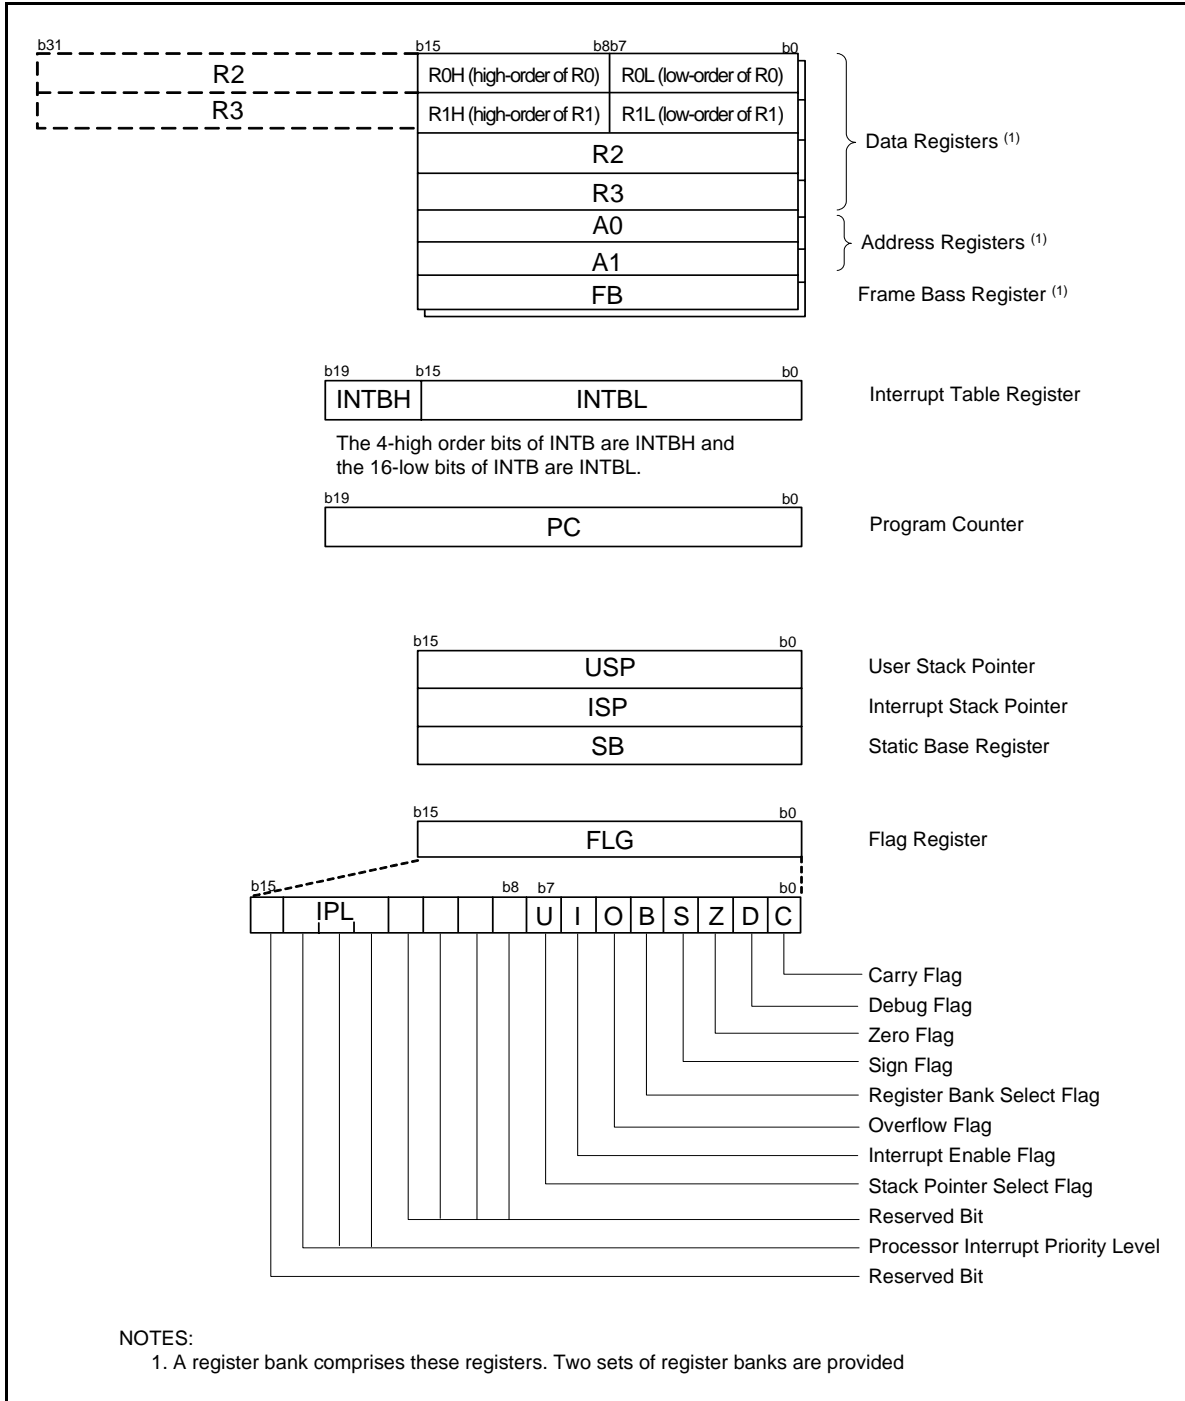 b31 b15 b8b7 b0
R2 R0H (high-order of R0) R0L (low-order of R0)
R3 R1H (high-order of R1) R1L (low-order of R1)
Data Registers (1)
R2
R3
A0
Address Registers (1)
A1
FB Frame Bass Register (1)
b19 b15 b0
INTBH INTBL Interrupt Table Register
The 4-high order bits of INTB are INTBH and
the 16-low bits of INTB are INTBL.
b19 b0
PC Program Counter
b15 b0
USP User Stack Pointer
ISP Interrupt Stack Pointer
SB Static Base Register
b15 b0
FLG Flag Register
b15 b8 b7 b0
IPL U I O B S Z D C
Carry Flag
Debug Flag
Zero Flag
Sign Flag
Register Bank Select Flag
Overflow Flag
Interrupt Enable Flag
Stack Pointer Select Flag
Reserved Bit
Processor Interrupt Priority Level
Reserved Bit
NOTES:
1. A register bank comprises these registers. Two sets of register banks are provided